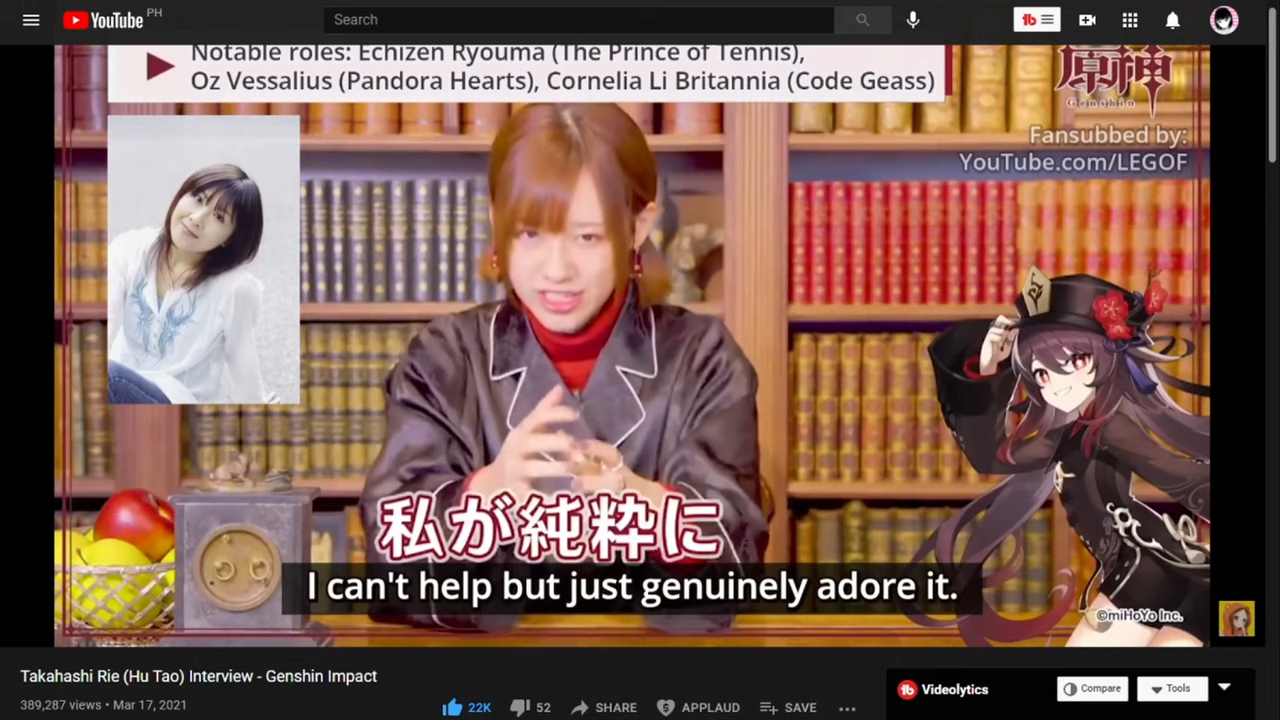 YouTube PH
Search
Notable roles: Echizen Ryouma (The Prince of Tennis),
Oz Vessalius (Pandora Hearts), Cornelia Li Britannia (Code Geass)
原神
Genshin
Fansubbed by:
YouTube.com/LEGOF
私が純粋に
I can't help but just genuinely adore it.
©miHoYo Inc.
Takahashi Rie (Hu Tao) Interview - Genshin Impact
389,287 views • Mar 17, 2021
22K
52
SHARE
APPLAUD
SAVE
Videolytics
Compare
Tools